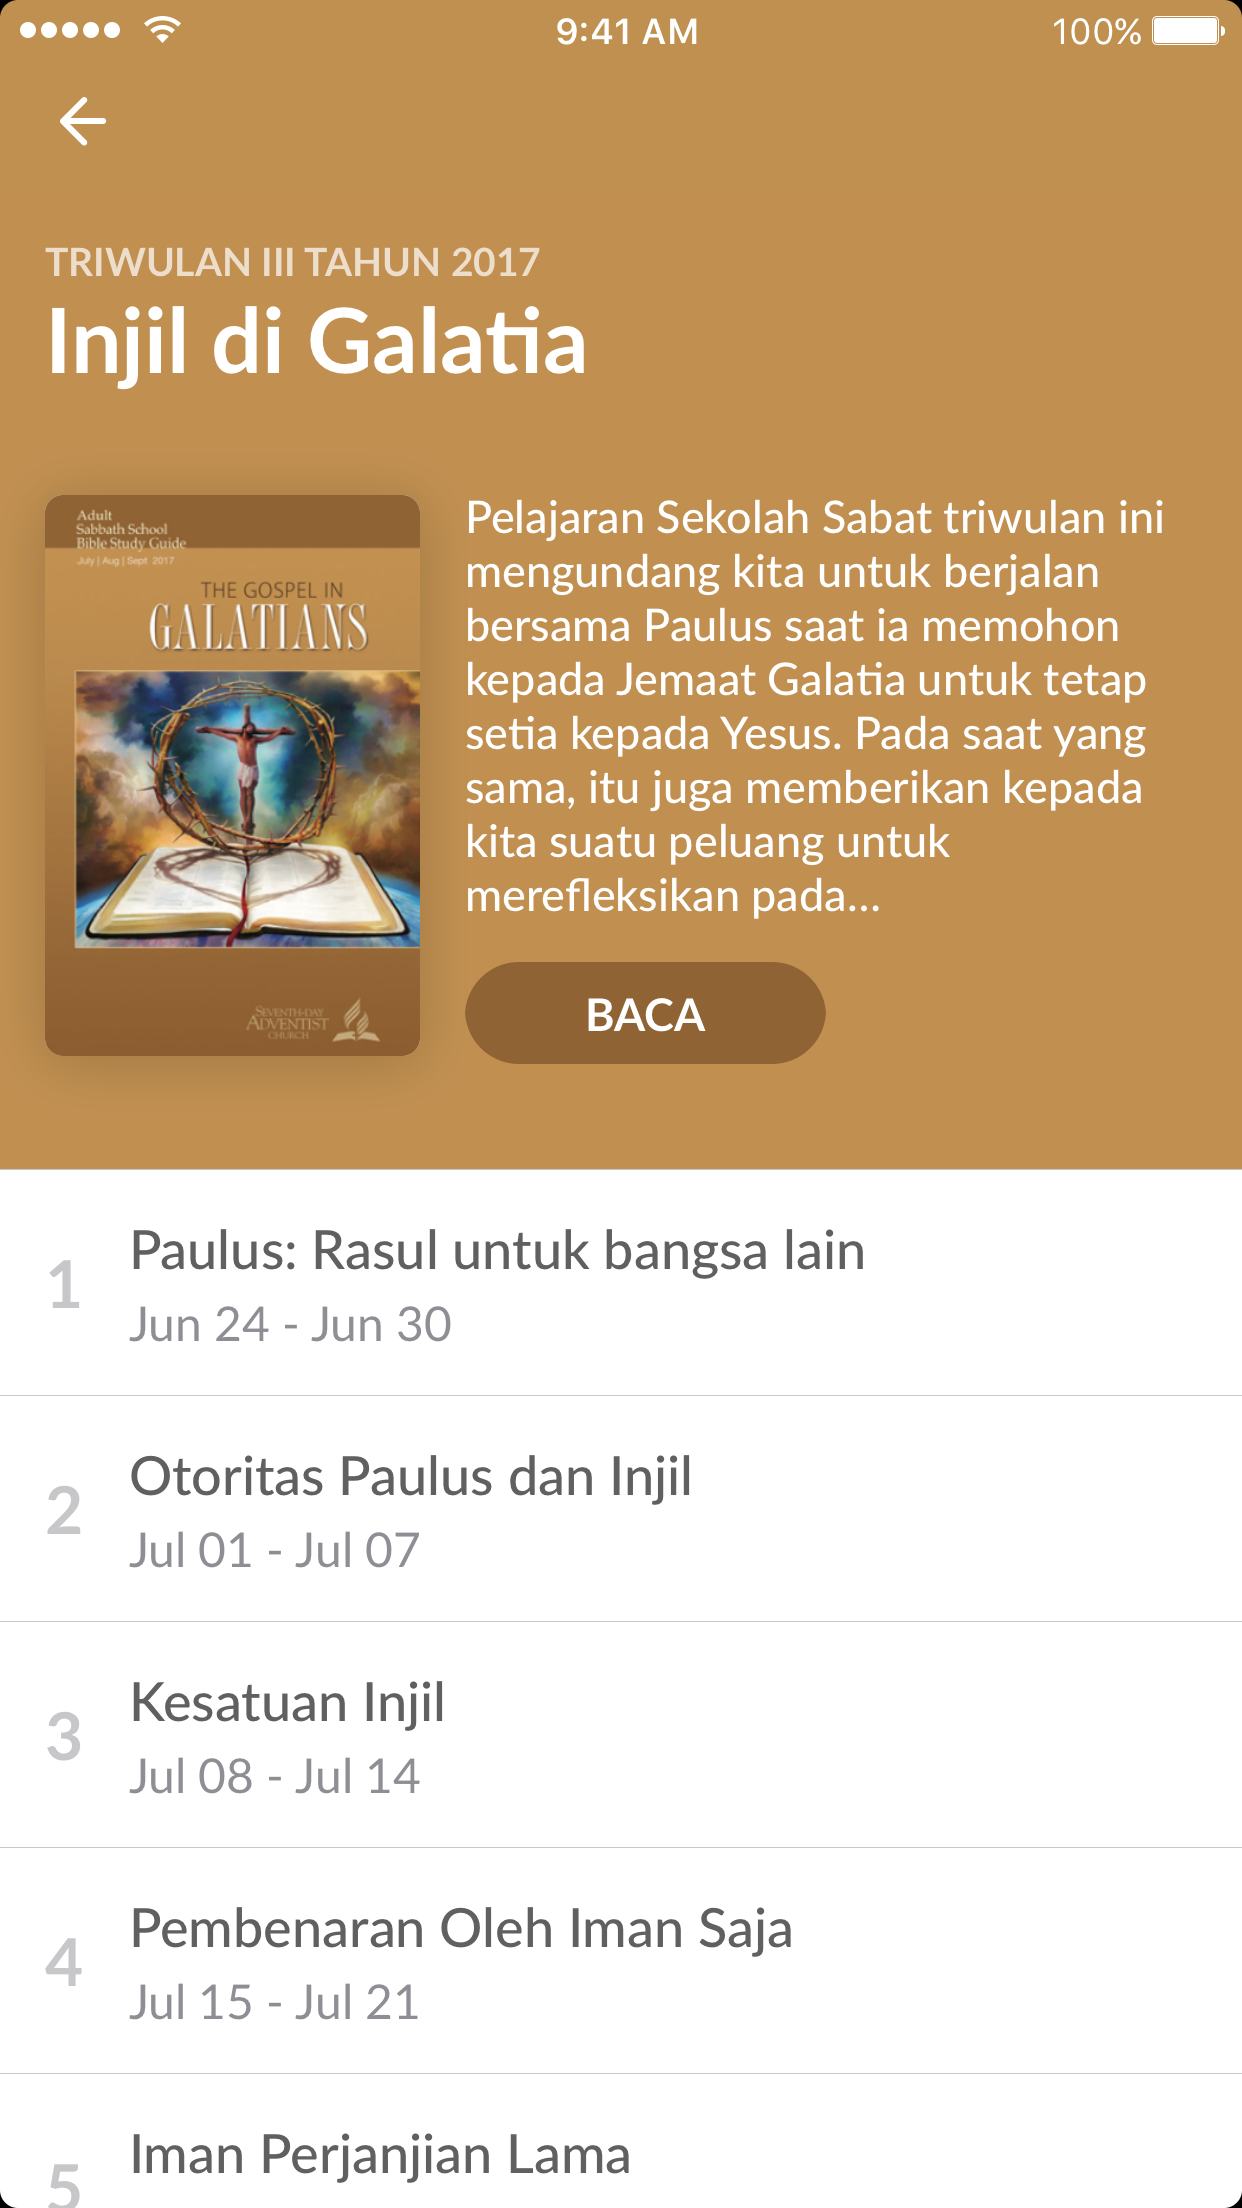 9:41 AM
100%
TRIWULAN III TAHUN 2017
Injil di Galatia
Adult
Sabbath School
Bible Study Guide
July | Aug | Sept 2017
THE GOSPEL IN
GALATIANS
SEVENTH-DAY
ADVENTIST
CHURCH
Pelajaran Sekolah Sabat triwulan ini
mengundang kita untuk berjalan
bersama Paulus saat ia memohon
kepada Jemaat Galatia untuk tetap
setia kepada Yesus. Pada saat yang
sama, itu juga memberikan kepada
kita suatu peluang untuk
merefleksikan pada...
BACA
1
Paulus: Rasul untuk bangsa lain
Jun 24 - Jun 30
2
Otoritas Paulus dan Injil
Jul 01 - Jul 07
3
Kesatuan Injil
Jul 08 - Jul 14
4
Pembenaran Oleh Iman Saja
Jul 15 - Jul 21
5
Iman Perjanjian Lama